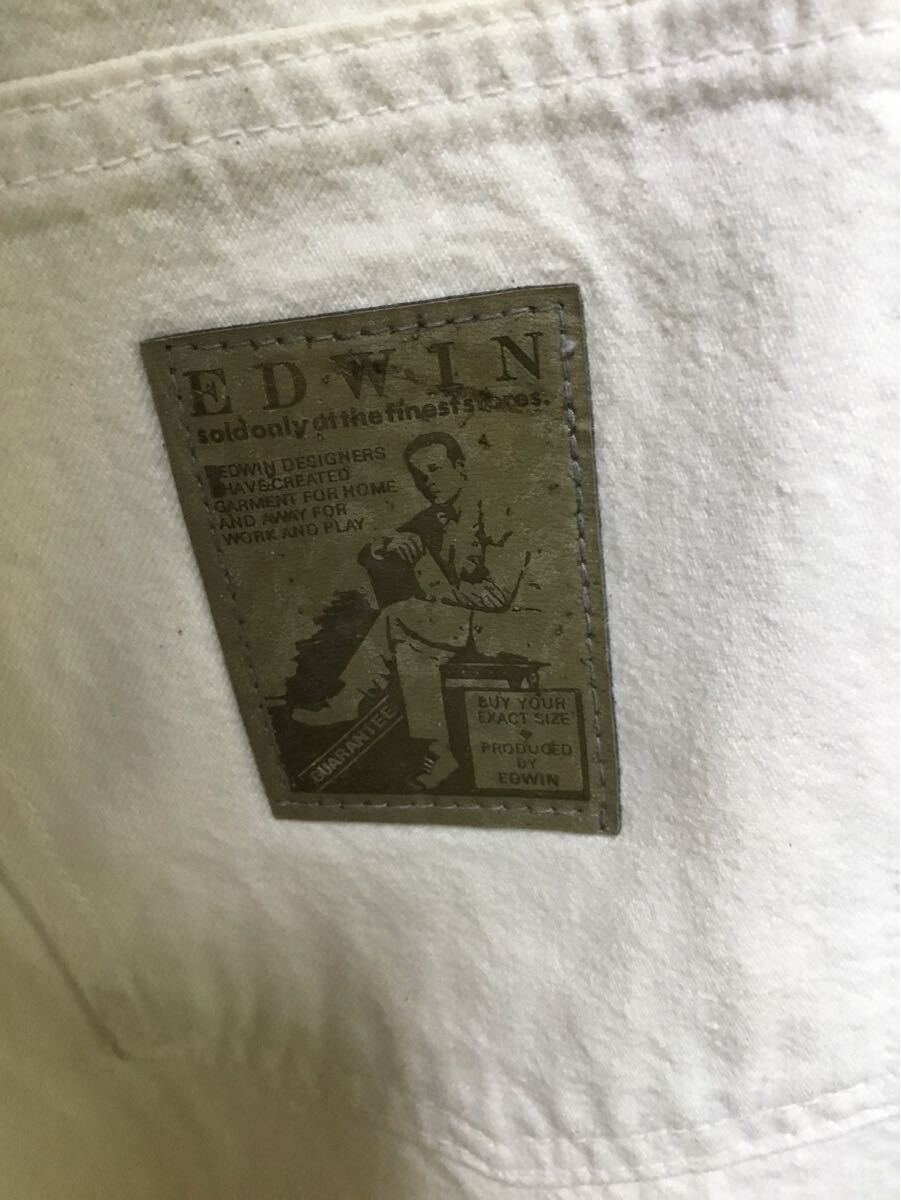 EDWIN
sold only at the finest stores.
EDWIN DESIGNERS
HAVE CREATED
GARMENT FOR HOME
AND AWAY FOR
WORK AND PLAY
GUARANTEE
BUY YOUR
EXACT SIZE
PRODUCED
BY
EDWIN